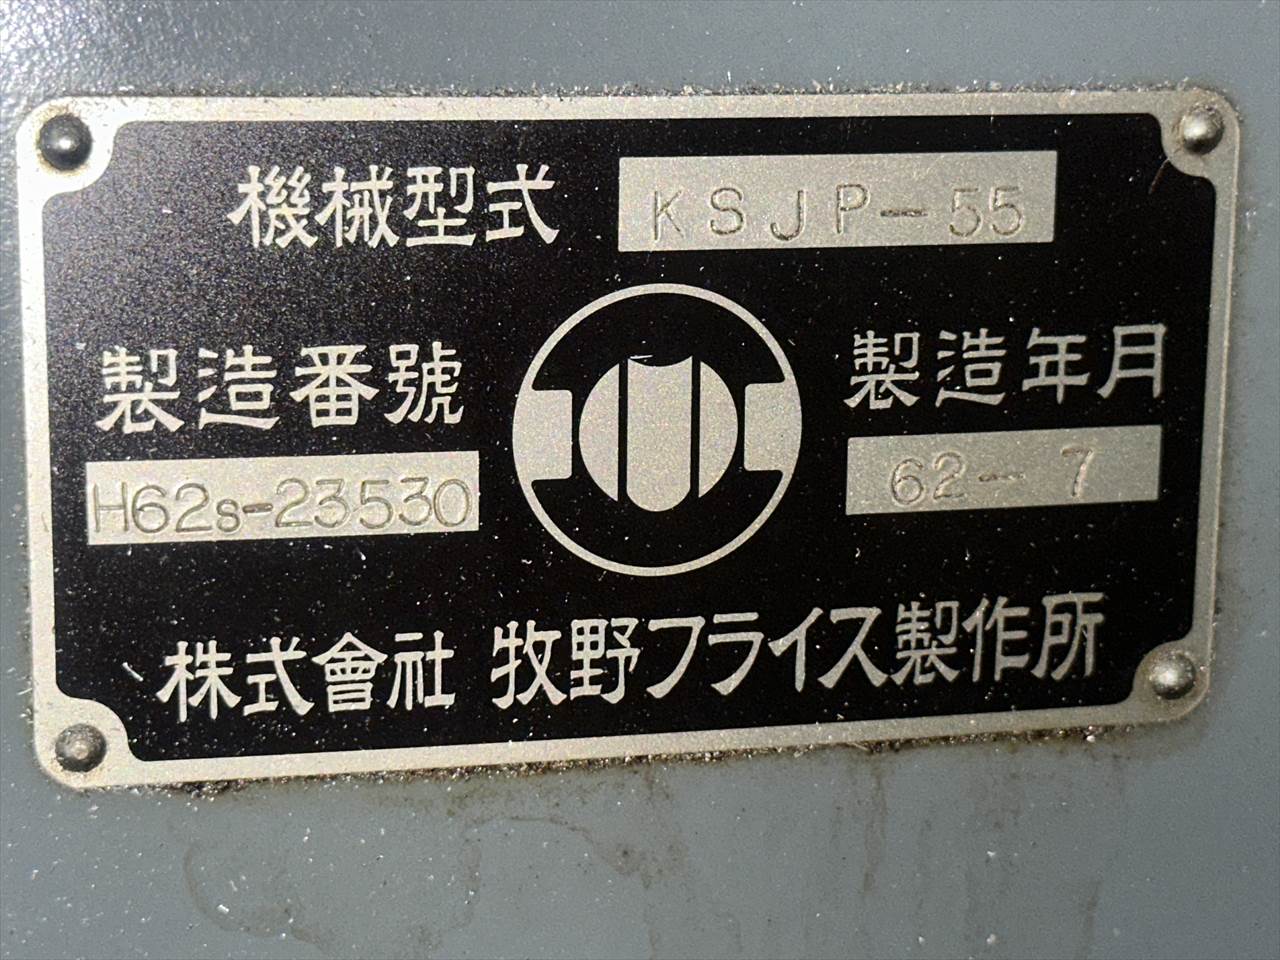 機械型式 KSJP-55
製造番號 製造年月
H62s-23530 62-7
株式會社 牧野フライス製作所